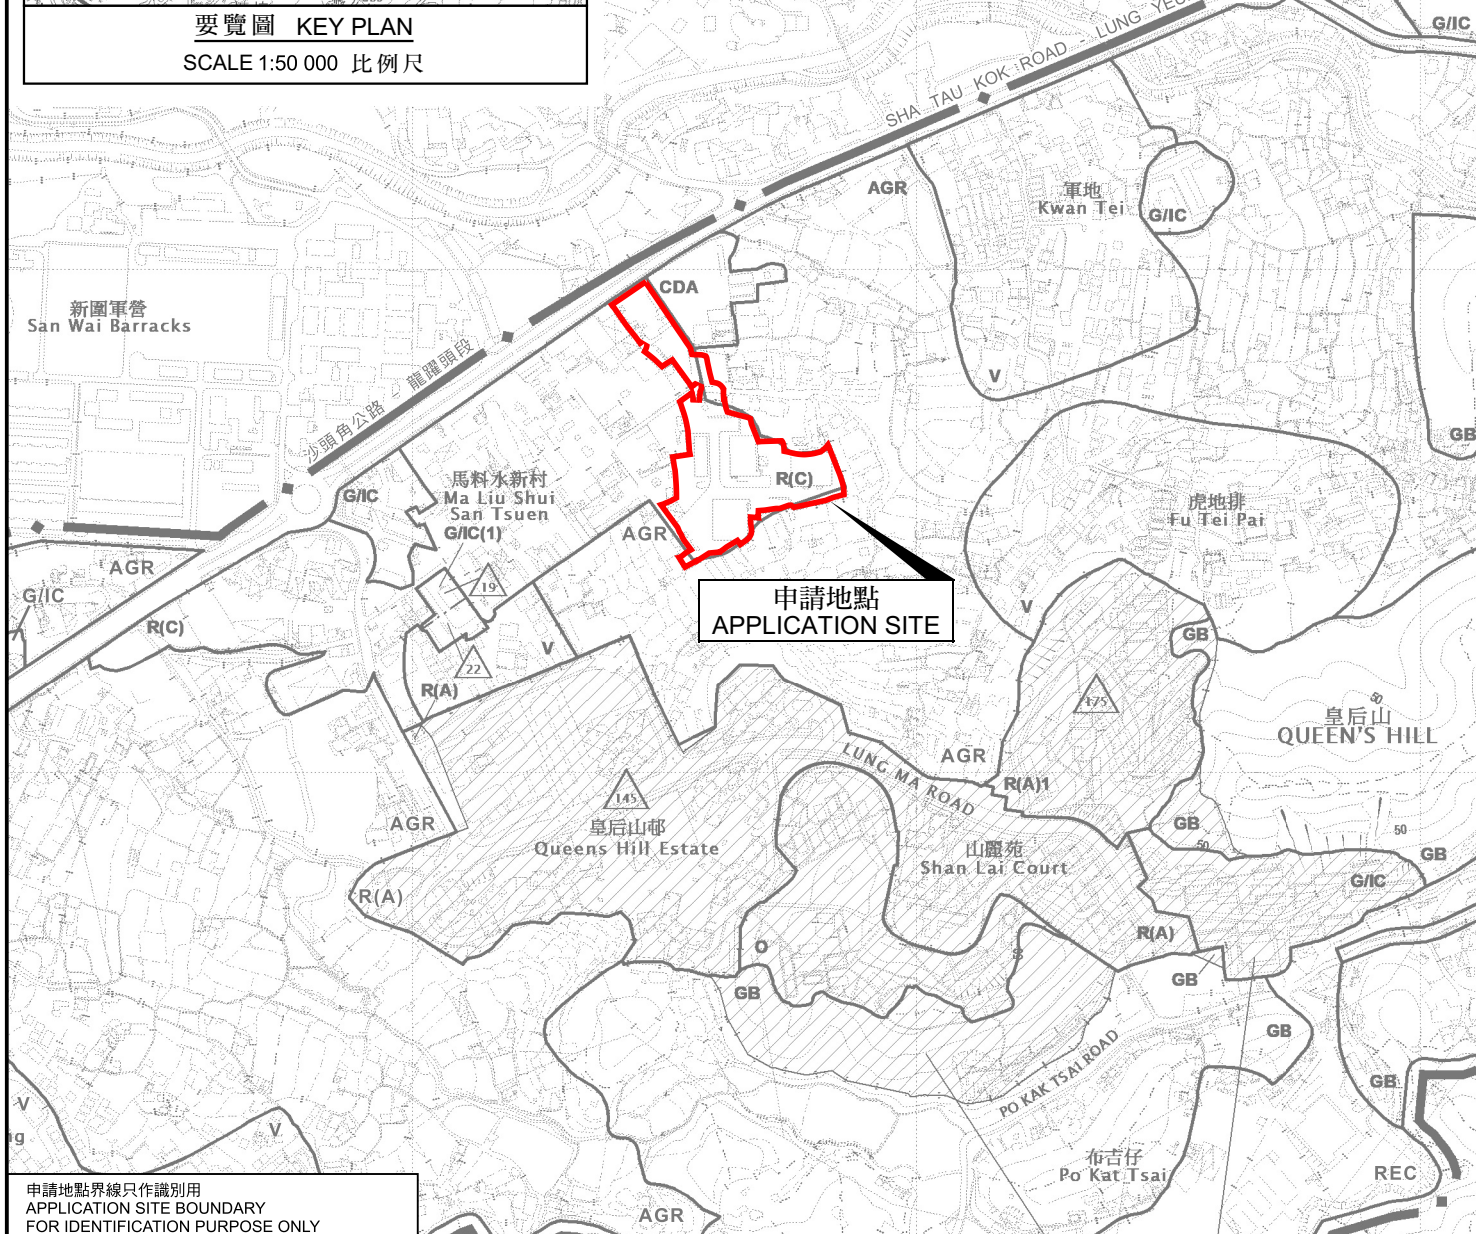 要覽圖 KEY PLAN
SCALE 1:50 000 比例尺
G/IC
SHA TAU KOK ROAD - LUNG
AGR
軍地
Kwan Tei
G/IC
CDA
新圍軍營
San Wai Barracks
沙頭角公路 - 龍躍頭段
V
GB
R(C)
馬料水新村
Ma Liu Shui
San Tsuen
G/IC
G/IC(1)
AGR
虎地排
Fu Tei Pai
AGR
19
G/IC
申請地點
APPLICATION SITE
V
R(C)
GB
V
22
R(A)
175
皇后山
QUEEN'S HILL
50
LUNG MA ROAD
AGR
R(A)1
145
皇后山邨
Queens Hill Estate
AGR
GB
50
50
山麗苑
Shan Lai Court
GB
G/IC
R(A)
R(A)
O
GB
GB
GB
PO KAK TSAI ROAD
GB
V
V
布吉仔
Po Kat Tsai
REC
AGR
申請地點界線只作識別用
APPLICATION SITE BOUNDARY
FOR IDENTIFICATION PURPOSE ONLY